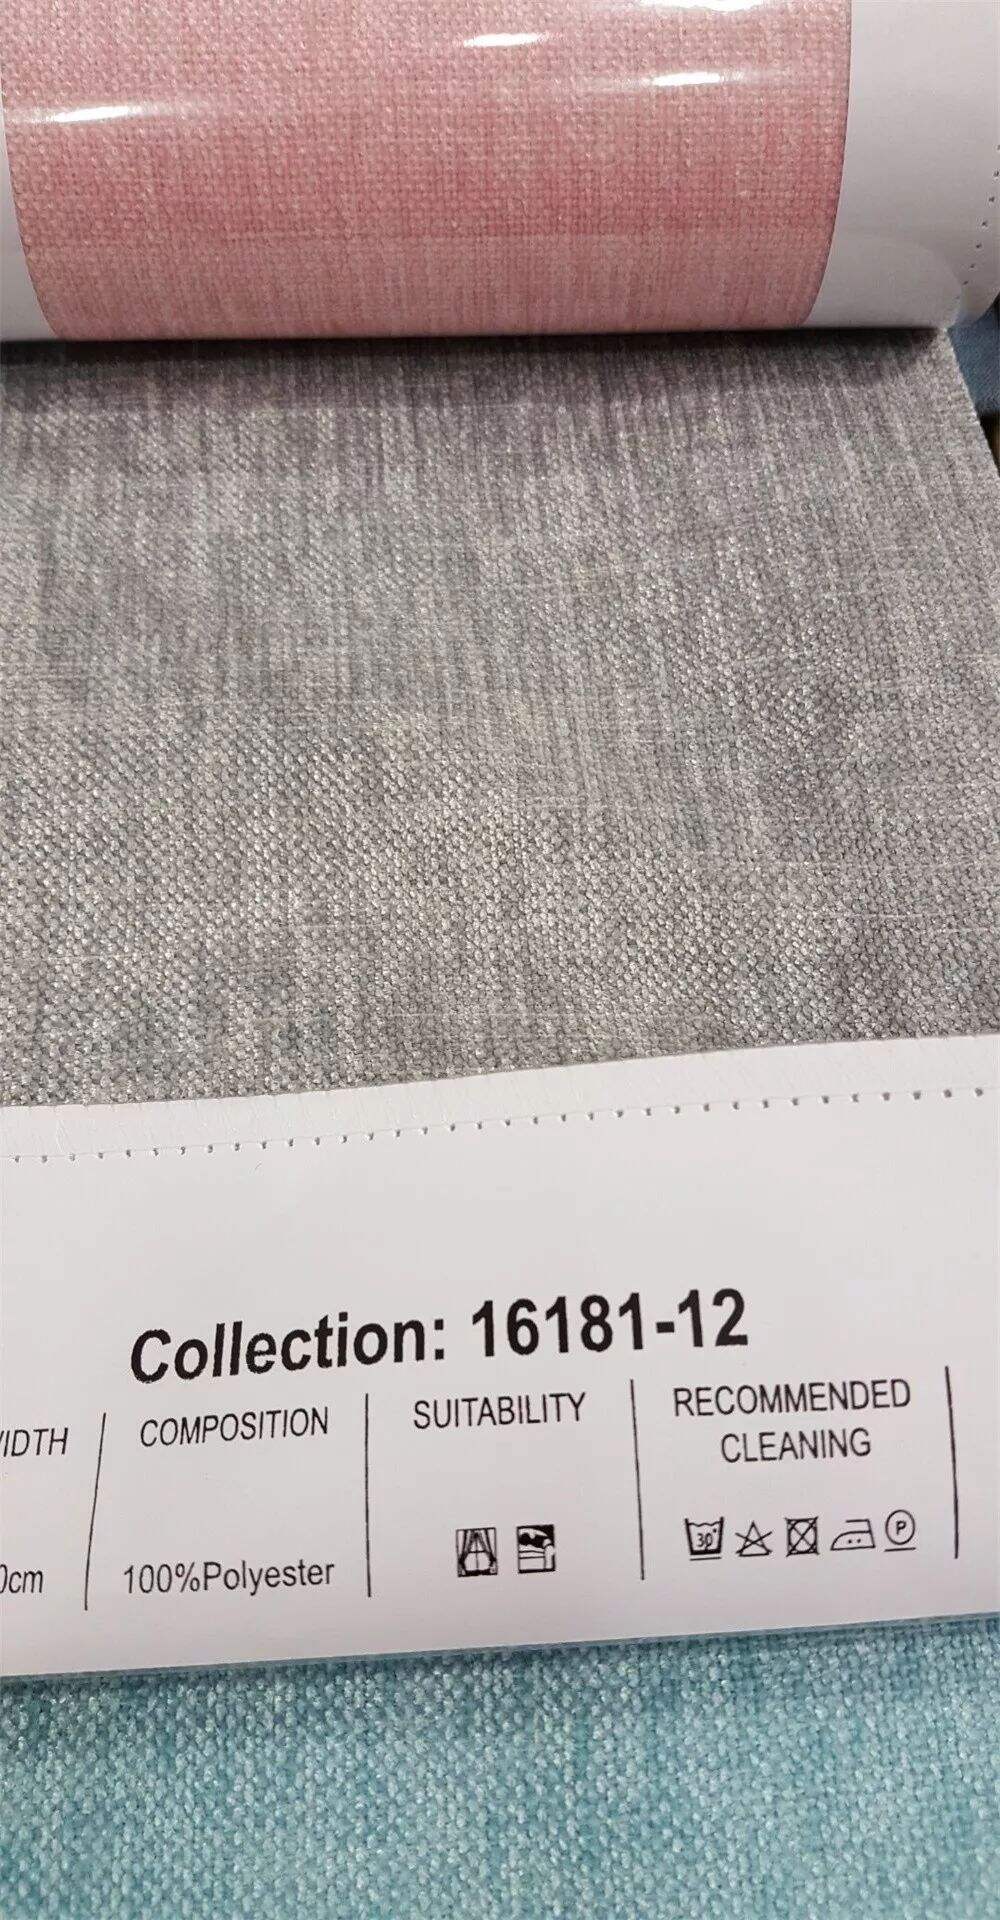 Collection: 16181-12
COMPOSITION
SUITABILITY
RECOMMENDED
CLEANING
100%Polyester
30°
P